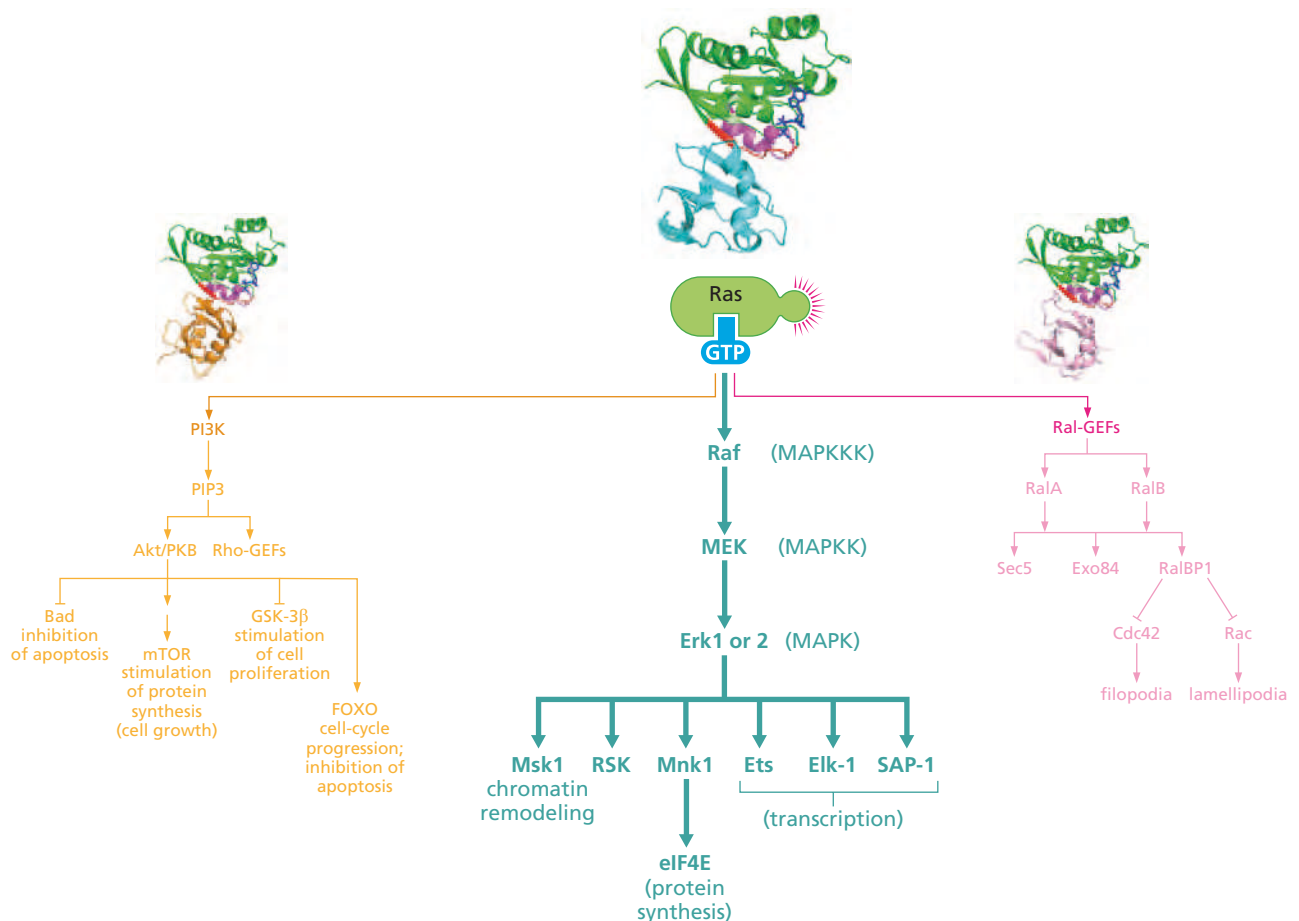 Ras
GTP
PI3K
PIP3
Akt/PKB
Rho-GEFs
Bad
inhibition
of apoptosis
mTOR
stimulation
of protein
synthesis
(cell growth)
GSK-3β
stimulation
of cell
proliferation
FOXO
cell-cycle
progression;
inhibition of
apoptosis
Raf (MAPKKK)
MEK (MAPKK)
Erk1 or 2 (MAPK)
Msk1
chromatin
remodeling
RSK
Mnk1
Ets
Elk-1
SAP-1
(transcription)
eIF4E
(protein
synthesis)
Ral-GEFs
RalA
RalB
Sec5
Exo84
RalBP1
Cdc42
Rac
filopodia
lamellipodia